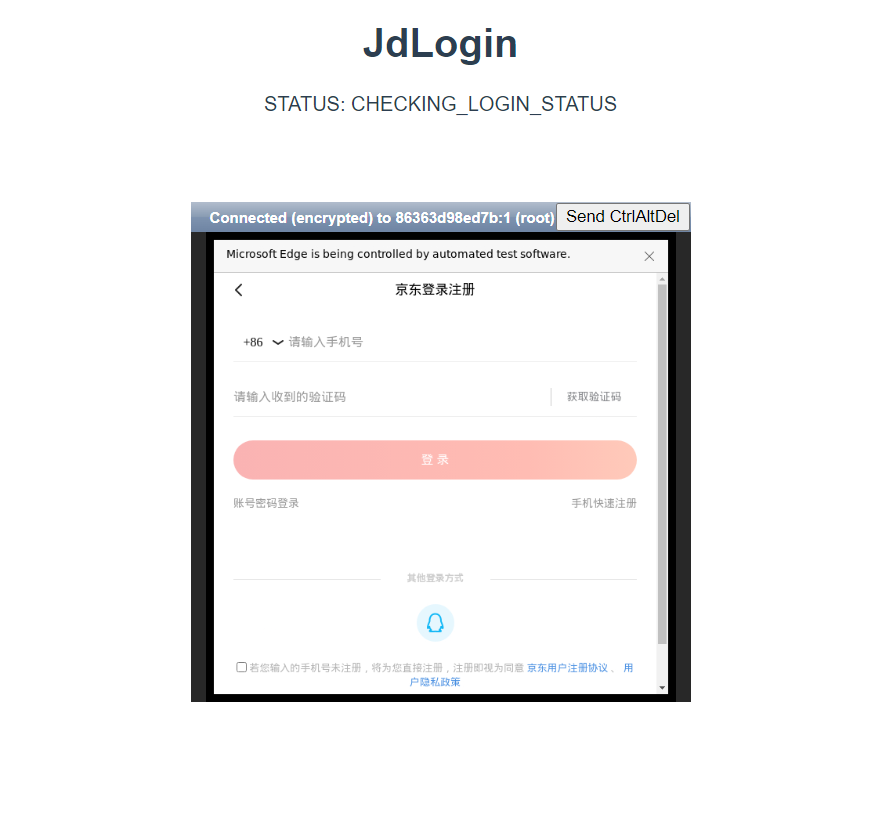 JdLogin
STATUS: CHECKING_LOGIN_STATUS
Connected (encrypted) to 86363d98ed7b:1 (root) Send CtrlAltDel
Microsoft Edge is being controlled by automated test software.
京东登录注册
+86 请输入手机号
请输入收到的验证码 获取验证码
登录
账号密码登录 手机快速注册
其他登录方式
若您输入的手机号未注册，将为您直接注册，注册即视为同意 京东用户注册协议 、 用
户隐私政策